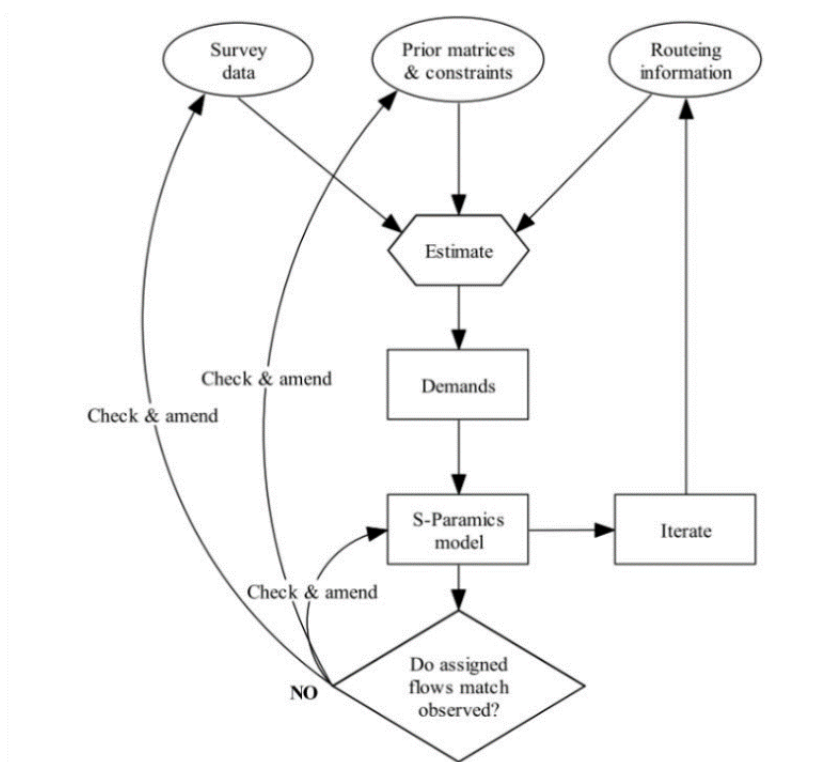 Survey
data
Prior matrices
& constraints
Routeing
information
Estimate
Check & amend
Demands
Check & amend
S-Paramics
model
Iterate
Check & amend
Do assigned
flows match
observed?
NO